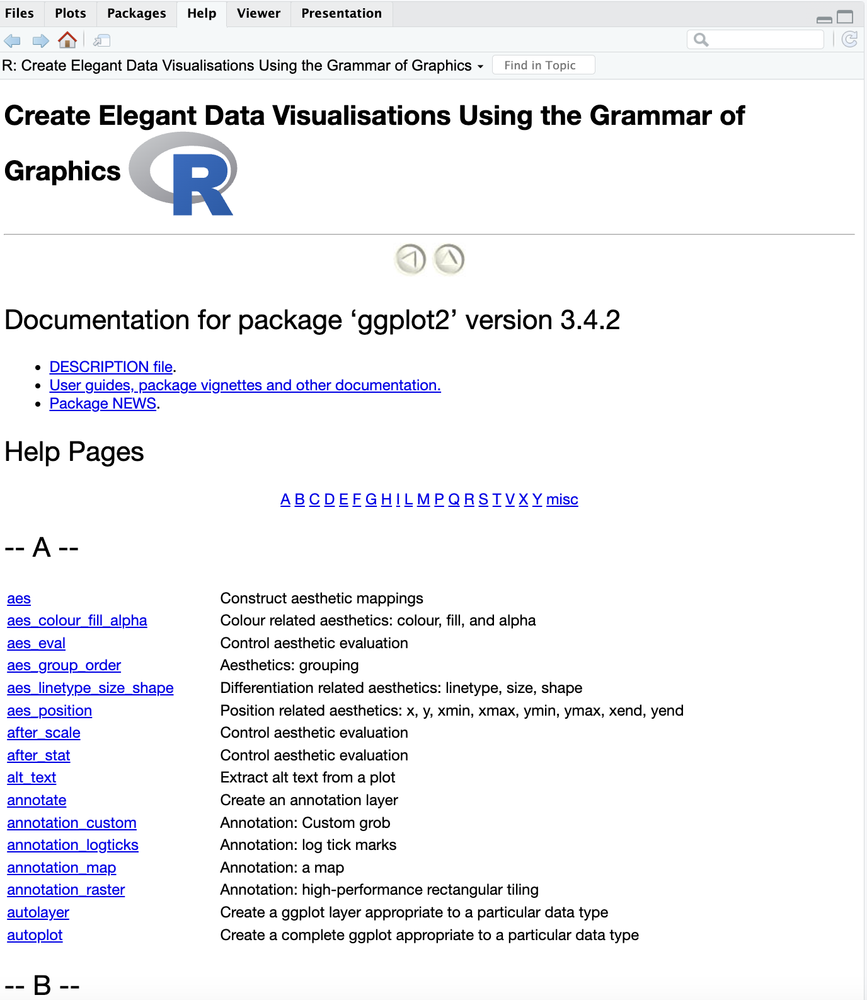 Files Plots Packages Help Viewer Presentation
R: Create Elegant Data Visualisations Using the Grammar of Graphics Find in Topic
Create Elegant Data Visualisations Using the Grammar of
Graphics R
Documentation for package ‘ggplot2’ version 3.4.2
• DESCRIPTION file.
• User guides, package vignettes and other documentation.
• Package NEWS.
Help Pages
A B C D E F G H I L M P Q R S T V X Y misc
-- A --
aes Construct aesthetic mappings
aes_colour_fill_alpha Colour related aesthetics: colour, fill, and alpha
aes_eval Control aesthetic evaluation
aes_group_order Aesthetics: grouping
aes_linetype_size_shape Differentiation related aesthetics: linetype, size, shape
aes_position Position related aesthetics: x, y, xmin, xmax, ymin, ymax, xend, yend
after_scale Control aesthetic evaluation
after_stat Control aesthetic evaluation
alt_text Extract alt text from a plot
annotate Create an annotation layer
annotation_custom Annotation: Custom grob
annotation_logticks Annotation: log tick marks
annotation_map Annotation: a map
annotation_raster Annotation: high-performance rectangular tiling
autolayer Create a ggplot layer appropriate to a particular data type
autoplot Create a complete ggplot appropriate to a particular data type
-- B --